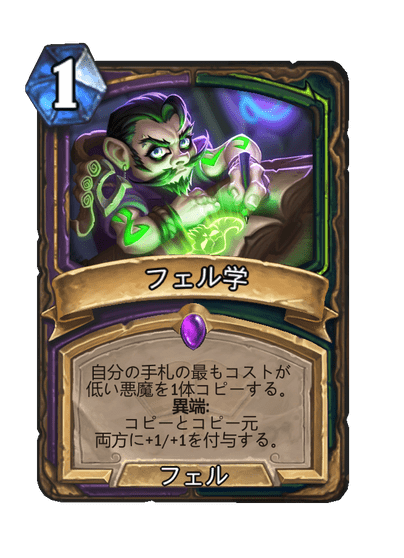 1
フェル学
自分の手札の最もコストが
低い悪魔を1体コピーする。
異端:
コピーとコピー元
両方に+1/+1を付与する。
フェル